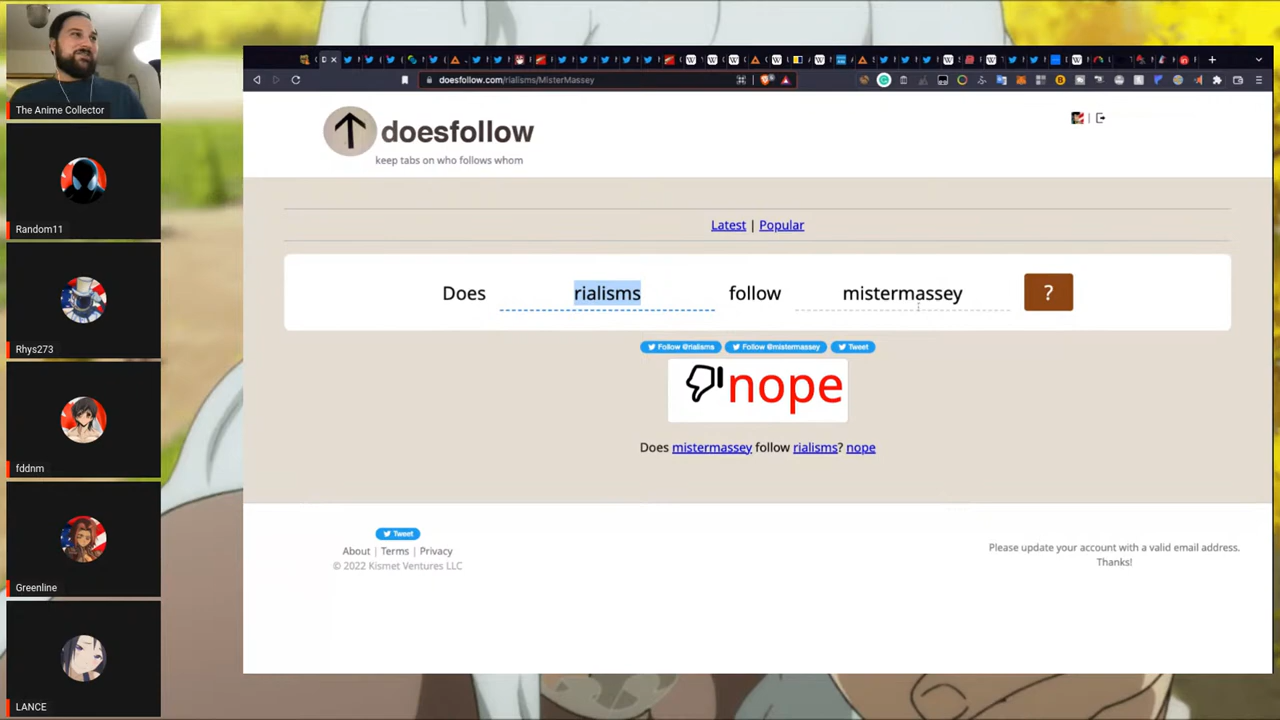 The Anime Collector
Random11
Rhys273
fddnm
Greenline
LANCE
doesfollow.com/rialisms/MisterMassey
doesfollow
keep tabs on who follows whom
Latest | Popular
Does rialisms follow mistermassey ?
Follow @rialisms Follow @mistermassey Tweet
nope
Does mistermassey follow rialisms? nope
Tweet
About | Terms | Privacy
© 2022 Kismet Ventures LLC
Please update your account with a valid email address.
Thanks!